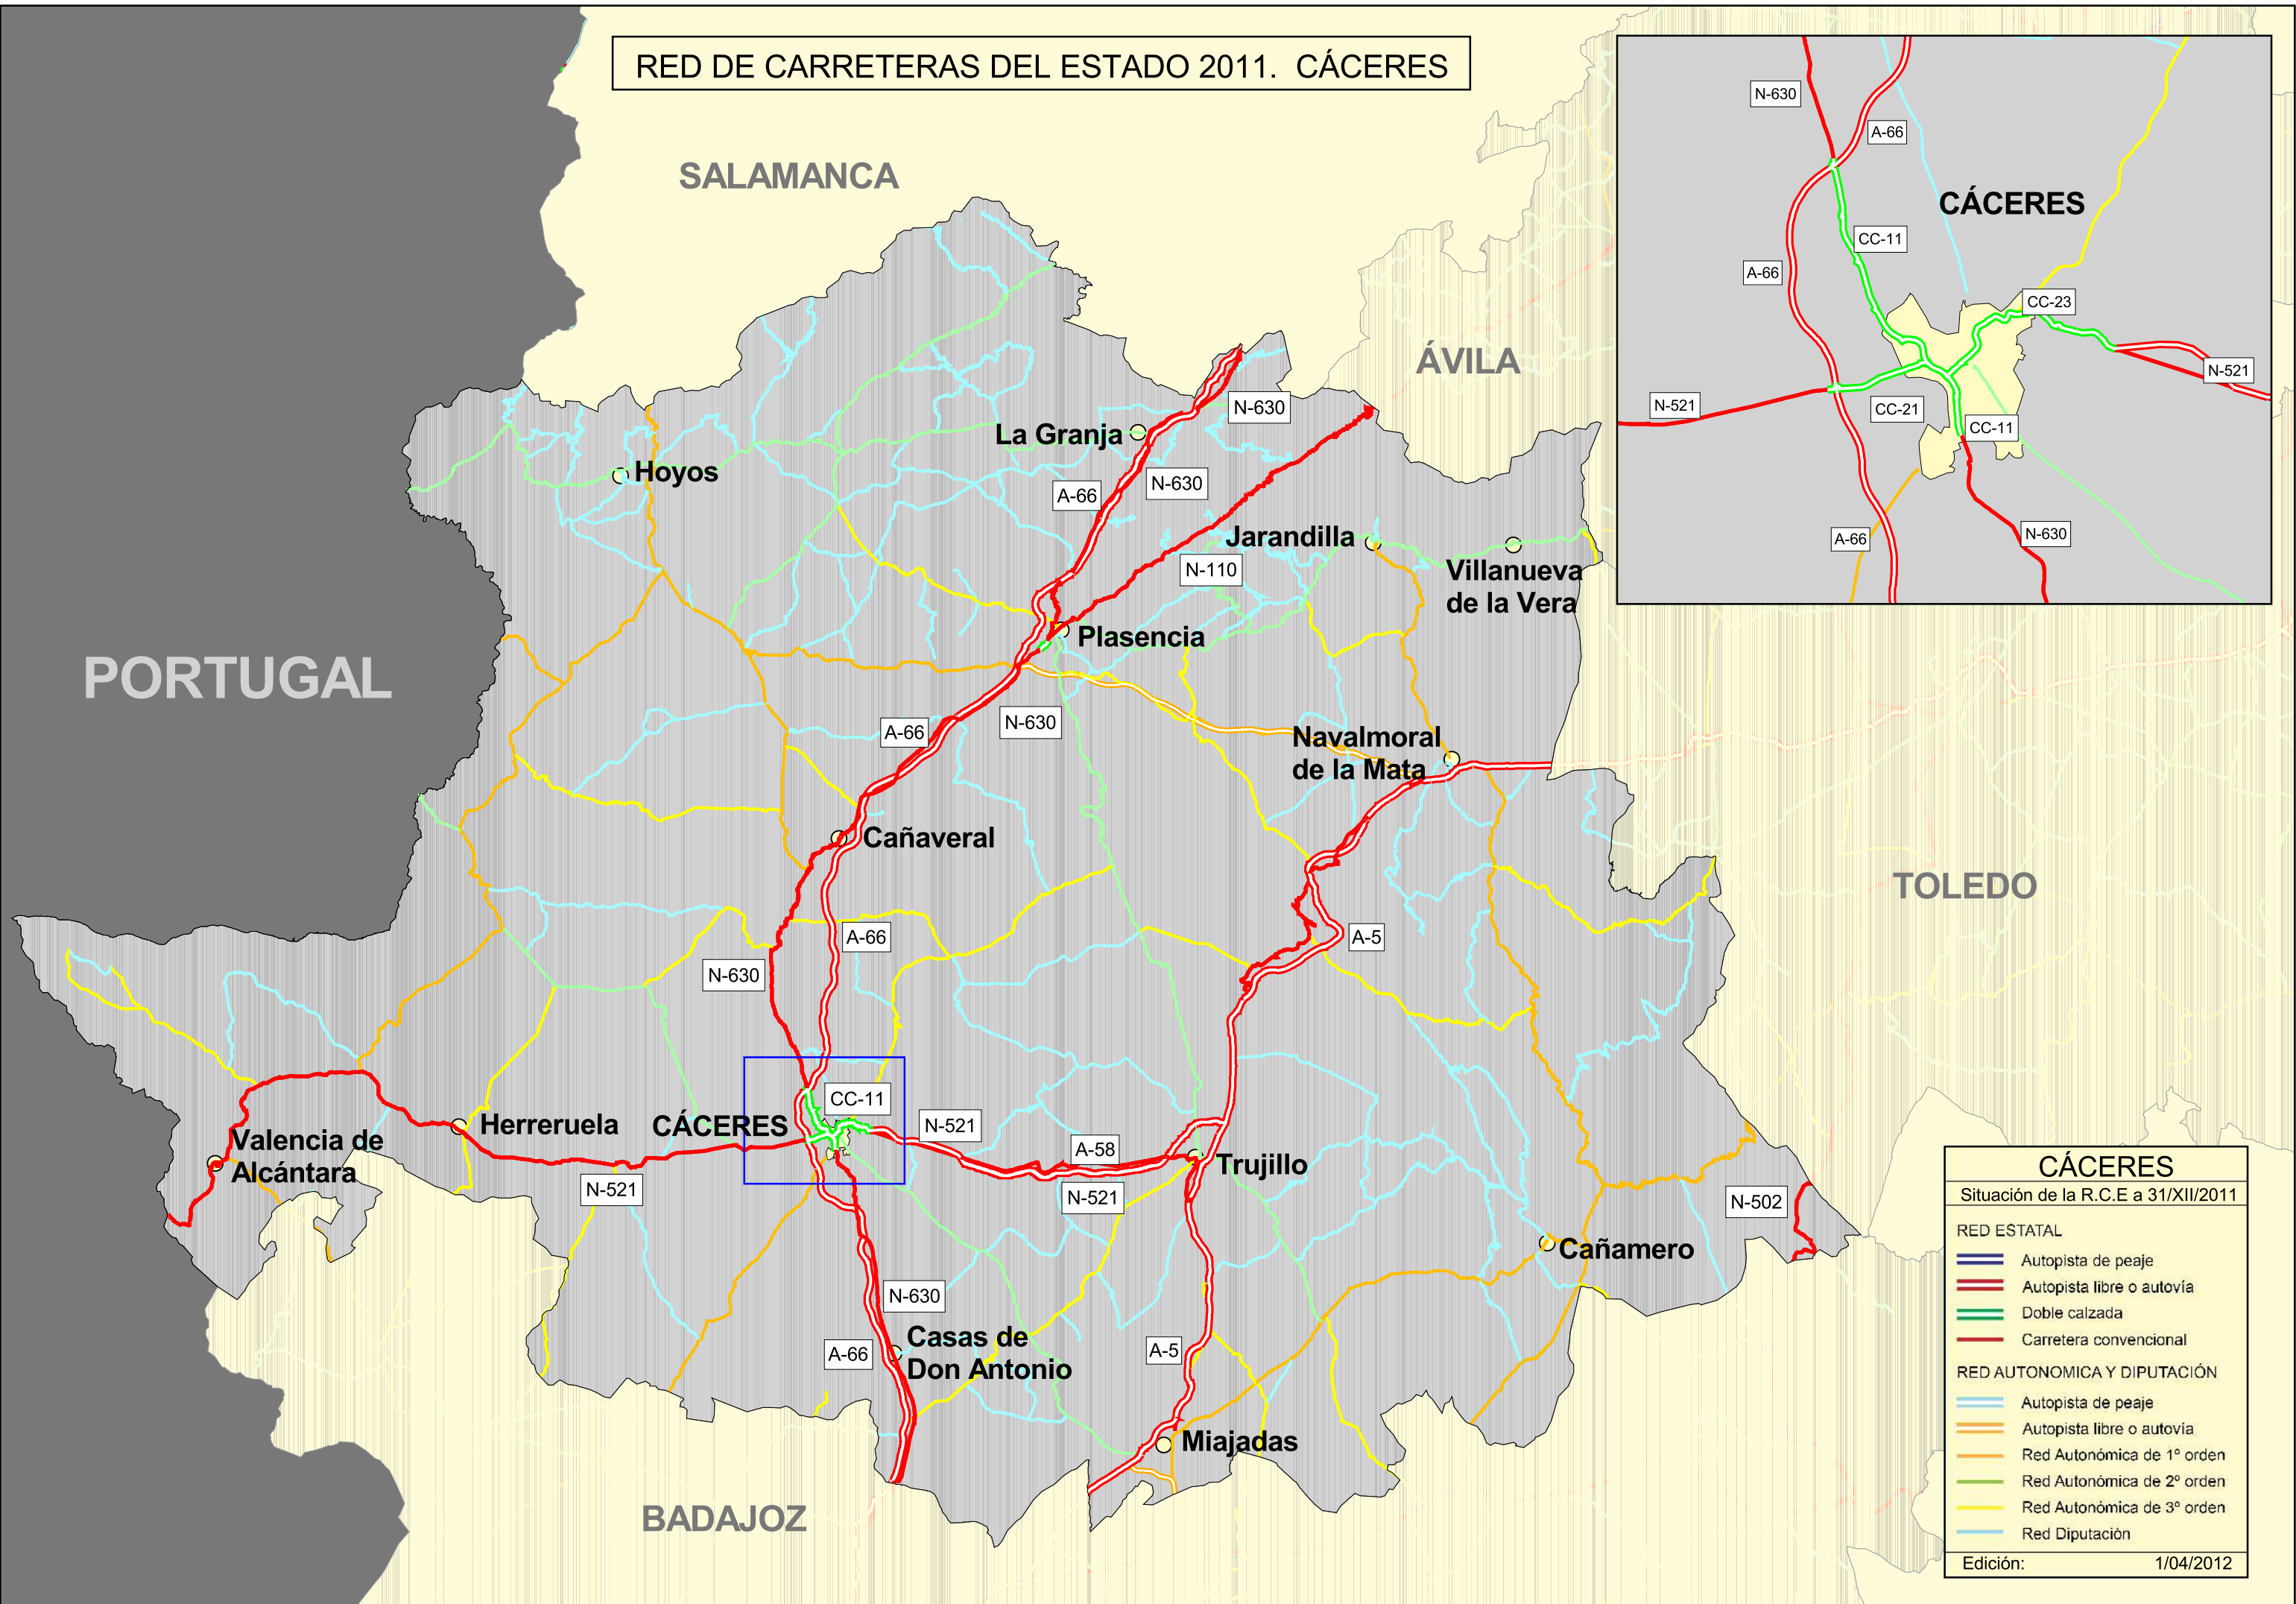 RED DE CARRETERAS DEL ESTADO 2011. CÁCERES
SALAMANCA
ÁVILA
PORTUGAL
TOLEDO
BADAJOZ
N-630
A-66
CÁCERES
CC-11
A-66
CC-23
N-521
N-521
CC-21
CC-11
A-66
N-630
N-630
La Granja
Hoyos
N-630
A-66
Jarandilla
N-110
Villanueva
de la Vera
Plasencia
N-630
A-66
Navalmoral
de la Mata
Cañaveral
A-66
A-5
N-630
CC-11
Herreruela
CÁCERES
N-521
Valencia de
Alcántara
A-58
Trujillo
N-521
N-521
N-502
Cañamero
N-630
Casas de
Don Antonio
A-66
A-5
Miajadas
CÁCERES
Situación de la R.C.E a 31/XII/2011
RED ESTATAL
Autopista de peaje
Autopista libre o autovía
Doble calzada
Carretera convencional
RED AUTONOMICA Y DIPUTACIÓN
Autopista de peaje
Autopista libre o autovía
Red Autonómica de 1º orden
Red Autonómica de 2º orden
Red Autonómica de 3º orden
Red Diputación
Edición: 1/04/2012